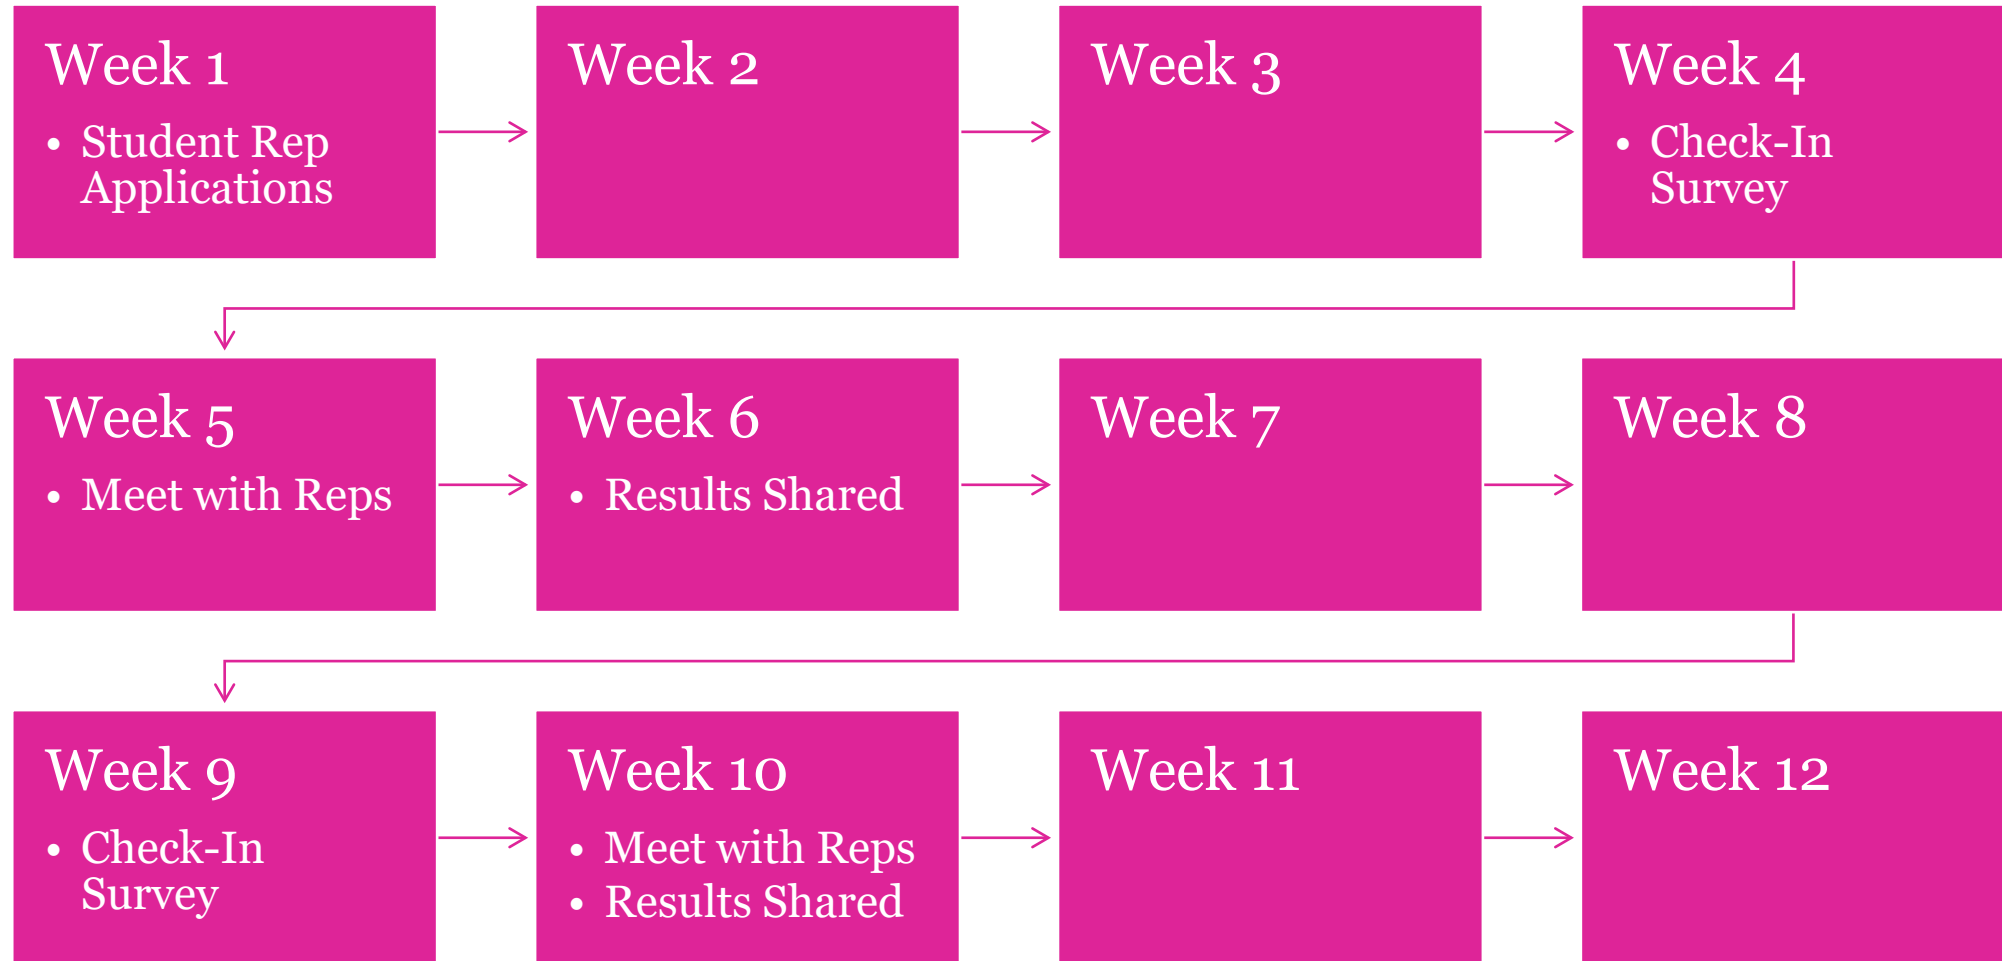 Week 1
• Student Rep
Applications
Week 2
Week 3
Week 4
• Check-In
Survey
Week 5
• Meet with Reps
Week 6
• Results Shared
Week 7
Week 8
Week 9
• Check-In
Survey
Week 10
• Meet with Reps
• Results Shared
Week 11
Week 12